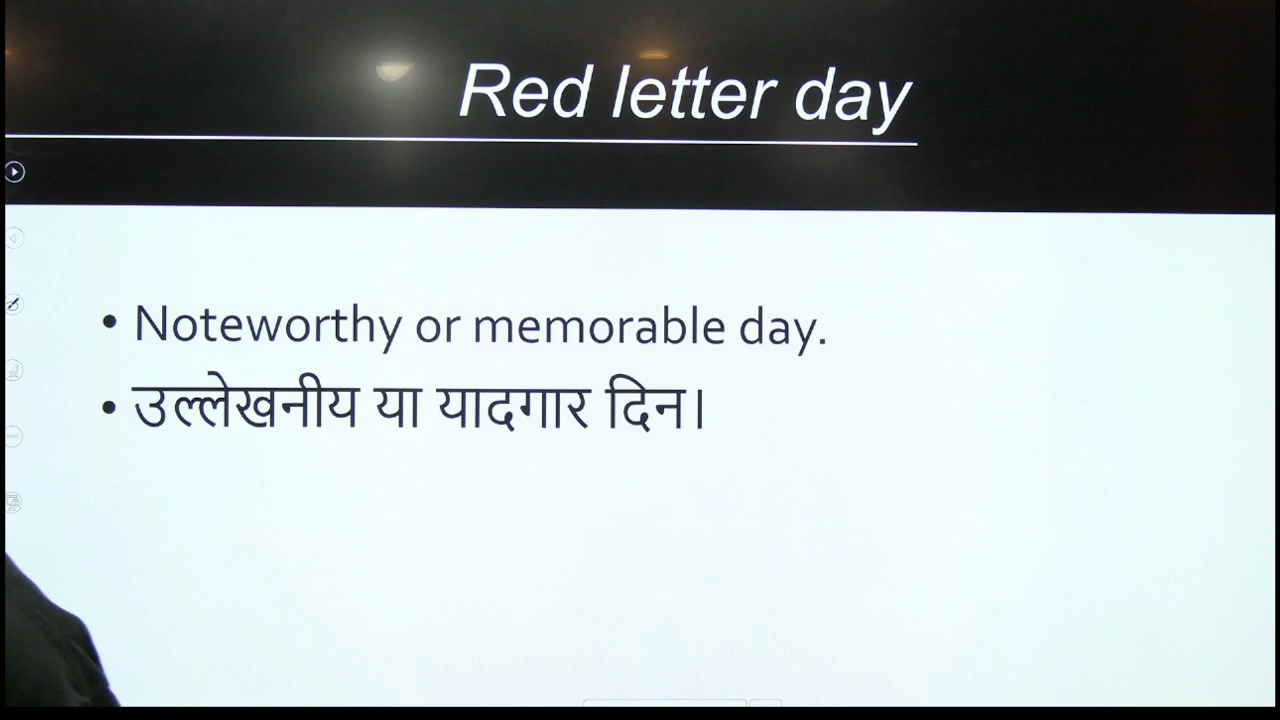 Red letter day
• Noteworthy or memorable day.
• उल्लेखनीय या यादगार दिन।